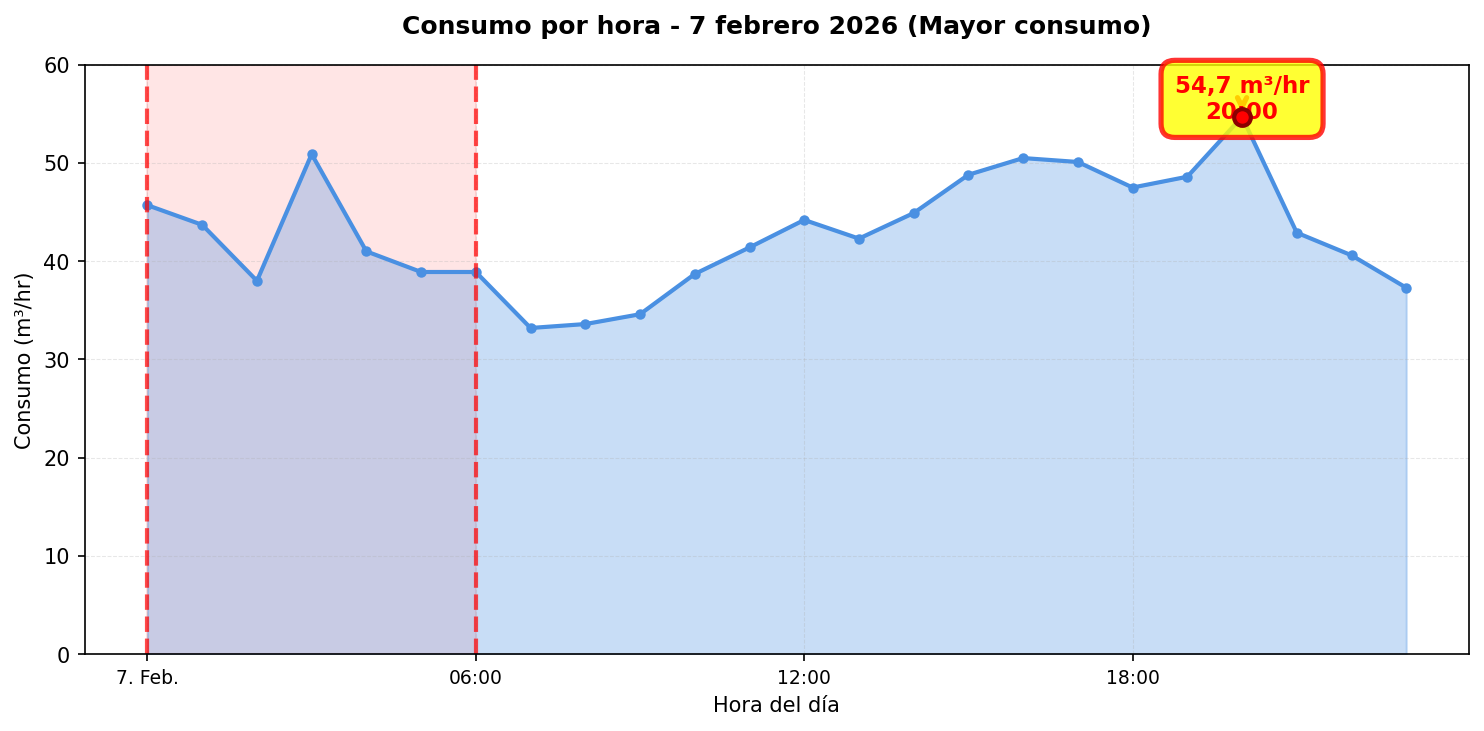 Consumo por hora - 7 febrero 2026 (Mayor consumo)
54,7 m³/hr
20:00
60
50
40
30
20
10
0
Consumo (m³/hr)
7. Feb.
06:00
12:00
18:00
Hora del día